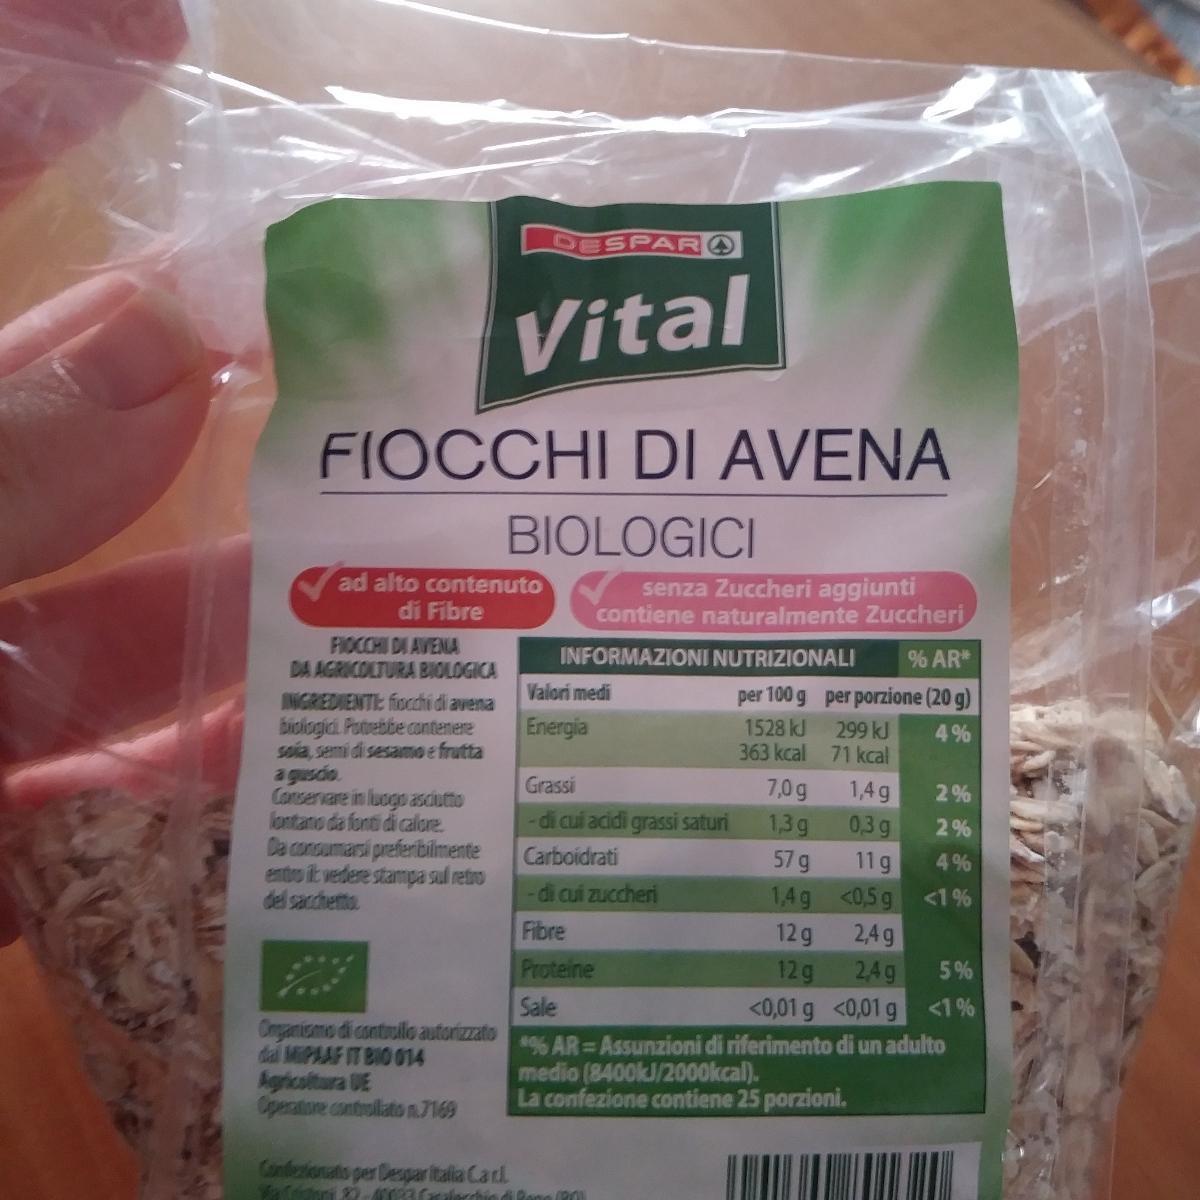 DESPAR
Vital
FIOCCHI DI AVENA
BIOLOGICI
ad alto contenuto
di Fibre
senza Zuccheri aggiunti
contiene naturalmente Zuccheri
FIOCCHI DI AVENA
DA AGRICOLTURA BIOLOGICA
INGREDIENTI: fiocchi di avena
biologici. Potrebbe contenere
soia, semi di sesamo e frutta
a guscio.
Conservare in luogo asciutto
lontano da fonti di calore.
Da consumarsi preferibilmente
entro il: vedere stampa sul retro
del sacchetto.
Organismo di controllo autorizzato
dal MIPAAF IT BIO 014
Agricoltura UE
Operatore controllato n.7169
INFORMAZIONI NUTRIZIONALI % AR*
Valori medi per 100 g per porzione (20 g)
Energia 1528 kJ 299 kJ 4%
363 kcal 71 kcal
Grassi 7,0 g 1,4 g 2%
- di cui acidi grassi saturi 1,3 g 0,3 g 2%
Carboidrati 57 g 11 g 4%
- di cui zuccheri 1,4 g <0,5 g <1%
Fibre 12 g 2,4 g
Proteine 12 g 2,4 g 5%
Sale <0,01 g <0,01 g <1%
*% AR = Assunzioni di riferimento di un adulto
medio (8400kJ/2000kcal).
La confezione contiene 25 porzioni.
Confezionato per Despar Italia C.a r.l.
82 - 40033 Casalecchio di Reno (BO)